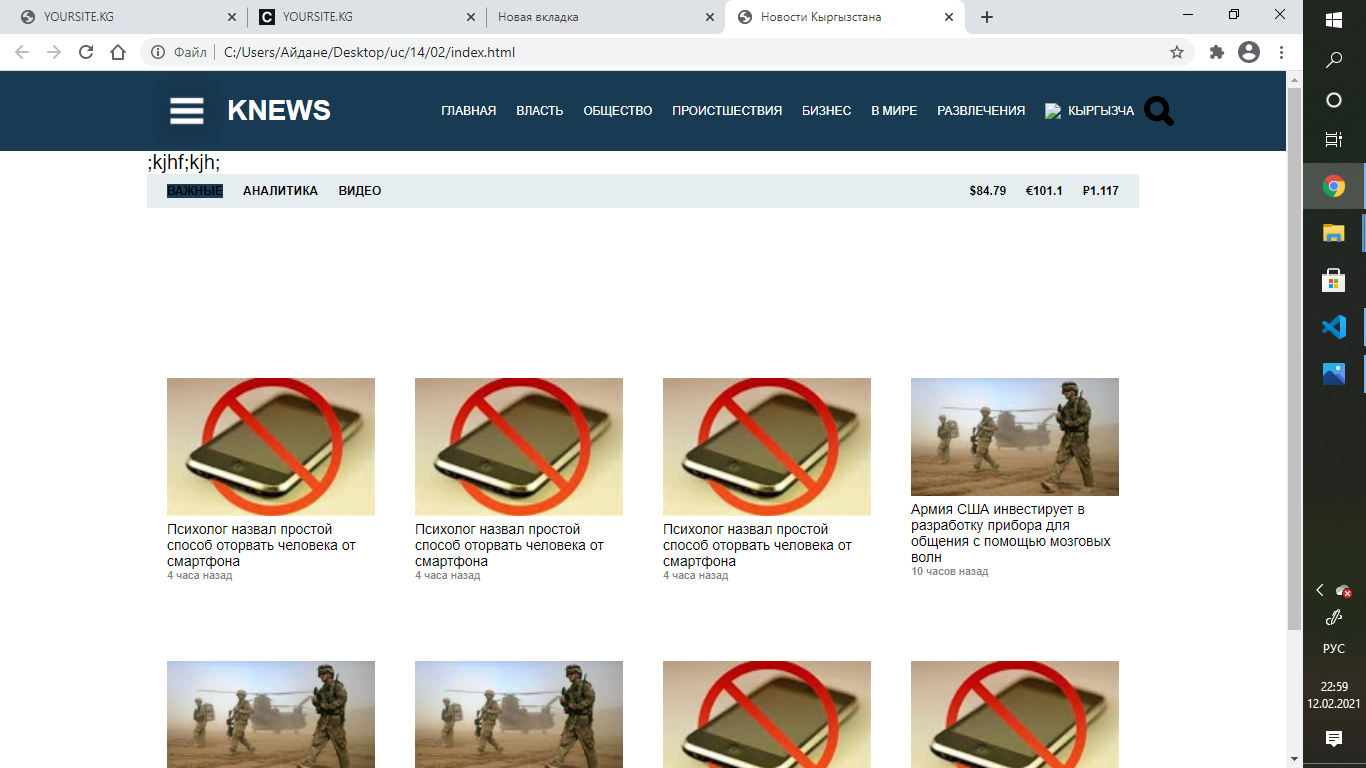 YOURSITE.KG
YOURSITE.KG
Новая вкладка
Новости Кыргызстана
Файл
C:/Users/Айдане/Desktop/uc/14/02/index.html
KNEWS
ГЛАВНАЯ ВЛАСТЬ ОБЩЕСТВО ПРОИСШЕСТВИЯ БИЗНЕС В МИРЕ РАЗВЛЕЧЕНИЯ КЫРГЫЗЧА
;kjhf;kjh;
ВАЖНЫЕ АНАЛИТИКА ВИДЕО
$84.79 €101.1 ₽1.117
Психолог назвал простой
способ оторвать человека от
смартфона
4 часа назад
Психолог назвал простой
способ оторвать человека от
смартфона
4 часа назад
Психолог назвал простой
способ оторвать человека от
смартфона
4 часа назад
Армия США инвестирует в
разработку прибора для
общения с помощью мозговых
волн
10 часов назад
РУС
22:59
12.02.2021